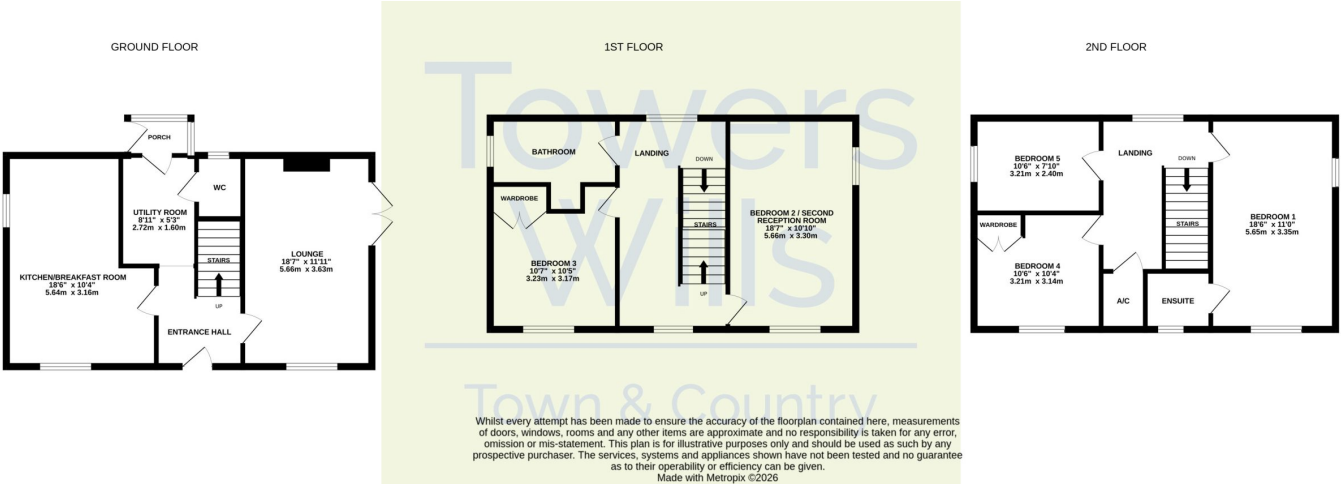 GROUND FLOOR
PORCH
WC
UTILITY ROOM
8'11" x 5'3"
2.72m x 1.60m
STAIRS
UP
LOUNGE
18'7" x 11'11"
5.66m x 3.63m
KITCHEN/BREAKFAST ROOM
18'6" x 10'4"
5.64m x 3.16m
ENTRANCE HALL
1ST FLOOR
Towers
Wills
Town & Country
BATHROOM
LANDING
DOWN
WARDROBE
STAIRS
UP
BEDROOM 2 / SECOND
RECEPTION ROOM
18'7" x 10'10"
5.66m x 3.30m
BEDROOM 3
10'7" x 10'5"
3.23m x 3.17m
2ND FLOOR
BEDROOM 5
10'6" x 7'10"
3.21m x 2.40m
LANDING
DOWN
STAIRS
WARDROBE
BEDROOM 4
10'6" x 10'4"
3.21m x 3.14m
BEDROOM 1
18'6" x 11'0"
5.65m x 3.35m
A/C
ENSUITE
Whilst every attempt has been made to ensure the accuracy of the floorplan contained here, measurements
of doors, windows, rooms and any other items are approximate and no responsibility is taken for any error,
omission or mis-statement. This plan is for illustrative purposes only and should be used as such by any
prospective purchaser. The services, systems and appliances shown have not been tested and no guarantee
as to their operability or efficiency can be given.
Made with Metropix ©2026